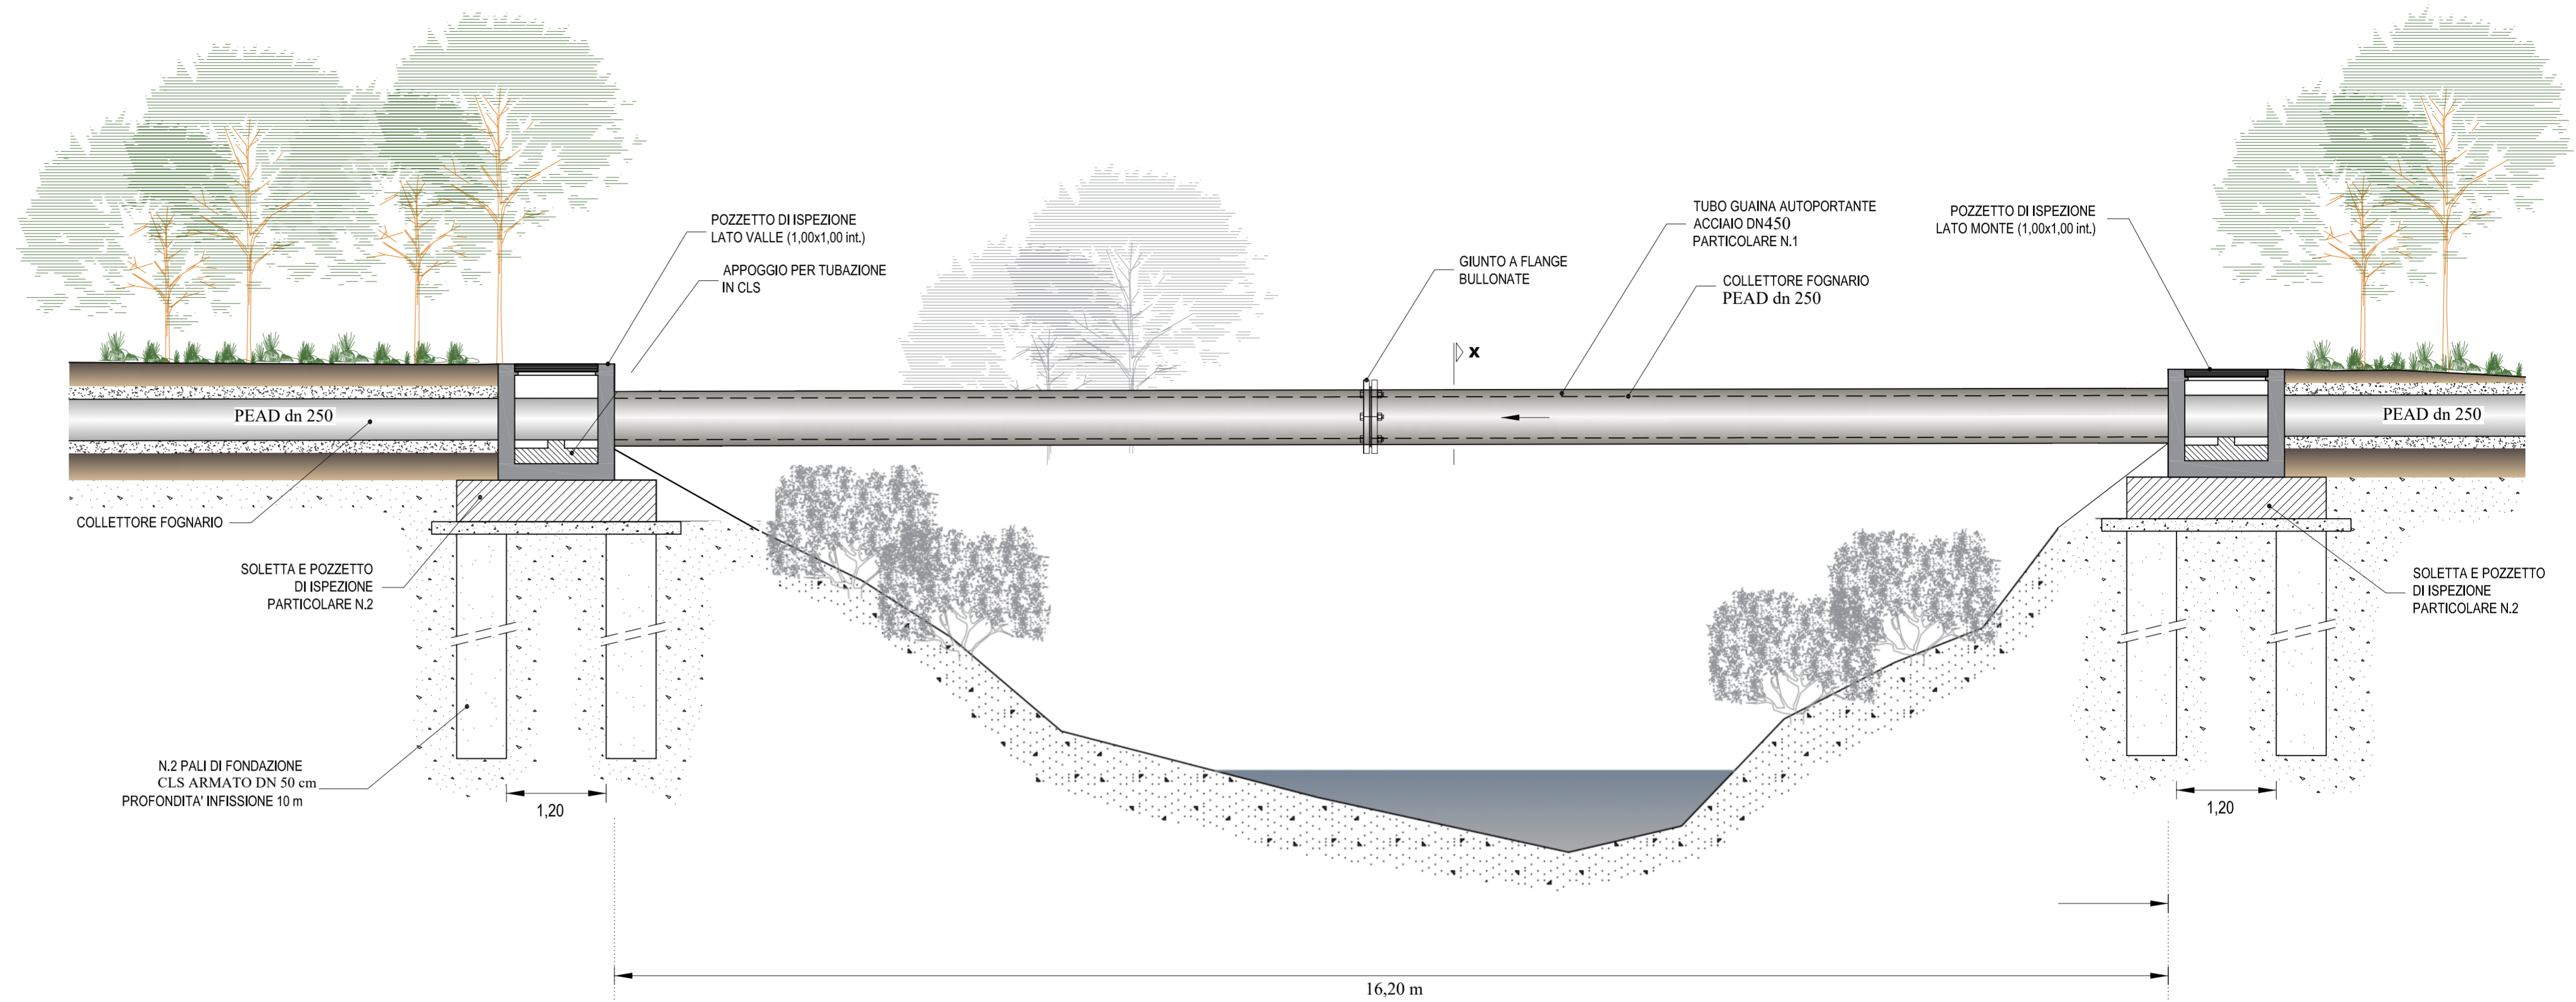 POZZETTO DI ISPEZIONE
LATO VALLE (1,00x1,00 int.)
APPOGGIO PER TUBAZIONE
IN CLS
TUBO GUAINA AUTOPORTANTE
ACCIAIO DN450
PARTICOLARE N.1
POZZETTO DI ISPEZIONE
LATO MONTE (1,00x1,00 int.)
GIUNTO A FLANGE
BULLONATE
COLLETTORE FOGNARIO
PEAD dn 250
X
PEAD dn 250
PEAD dn 250
COLLETTORE FOGNARIO
SOLETTA E POZZETTO
DI ISPEZIONE
PARTICOLARE N.2
SOLETTA E POZZETTO
DI ISPEZIONE
PARTICOLARE N.2
N.2 PALI DI FONDAZIONE
CLS ARMATO DN 50 cm
PROFONDITA' INFISSIONE 10 m
1,20
1,20
16,20 m